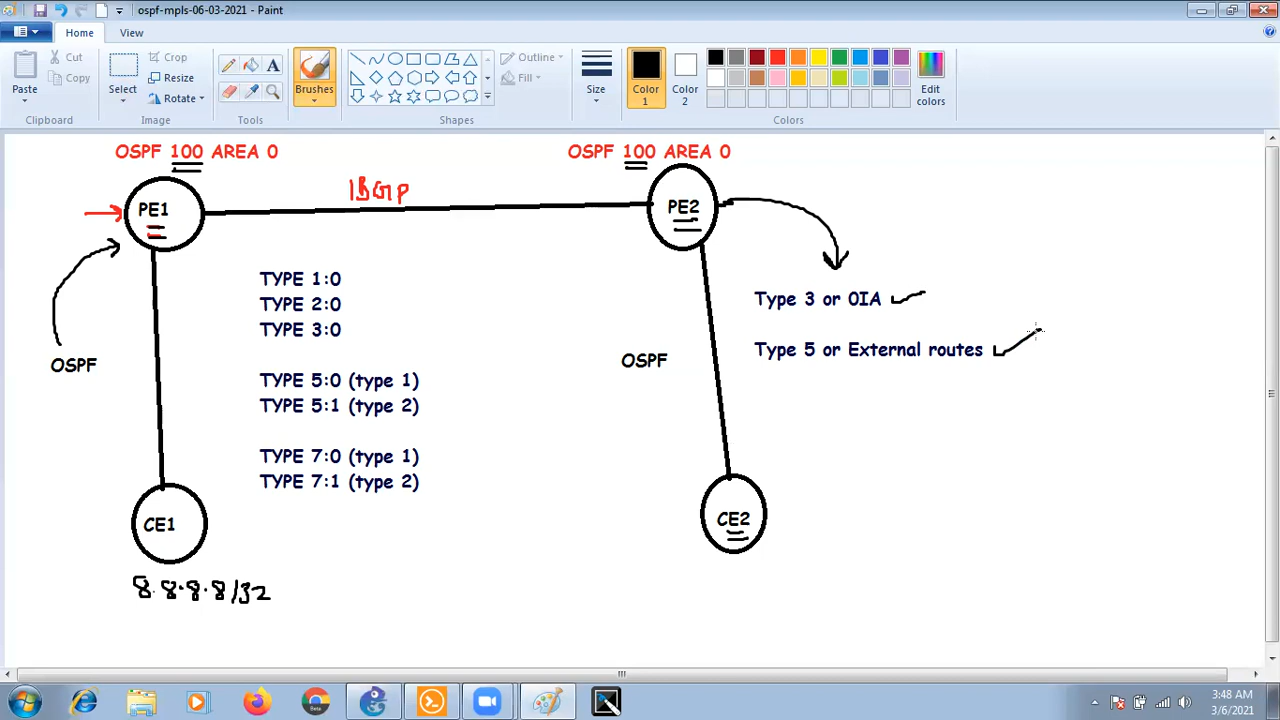 ospf-mpls-06-03-2021 - Paint
Home
View
Paste
Cut
Copy
Clipboard
Select
Crop
Resize
Rotate
Image
A
Tools
Brushes
Outline
Fill
Shapes
Size
Color 1
Color 2
Edit colors
Colors
OSPF 100 AREA 0
OSPF 100 AREA 0
IBGP
PE1
PE2
TYPE 1:0
TYPE 2:0
TYPE 3:0
TYPE 5:0 (type 1)
TYPE 5:1 (type 2)
TYPE 7:0 (type 1)
TYPE 7:1 (type 2)
OSPF
OSPF
Type 3 or OIA
Type 5 or External routes
CE1
CE2
8.8.8.8/32
Beta
3:48 AM
3/6/2021